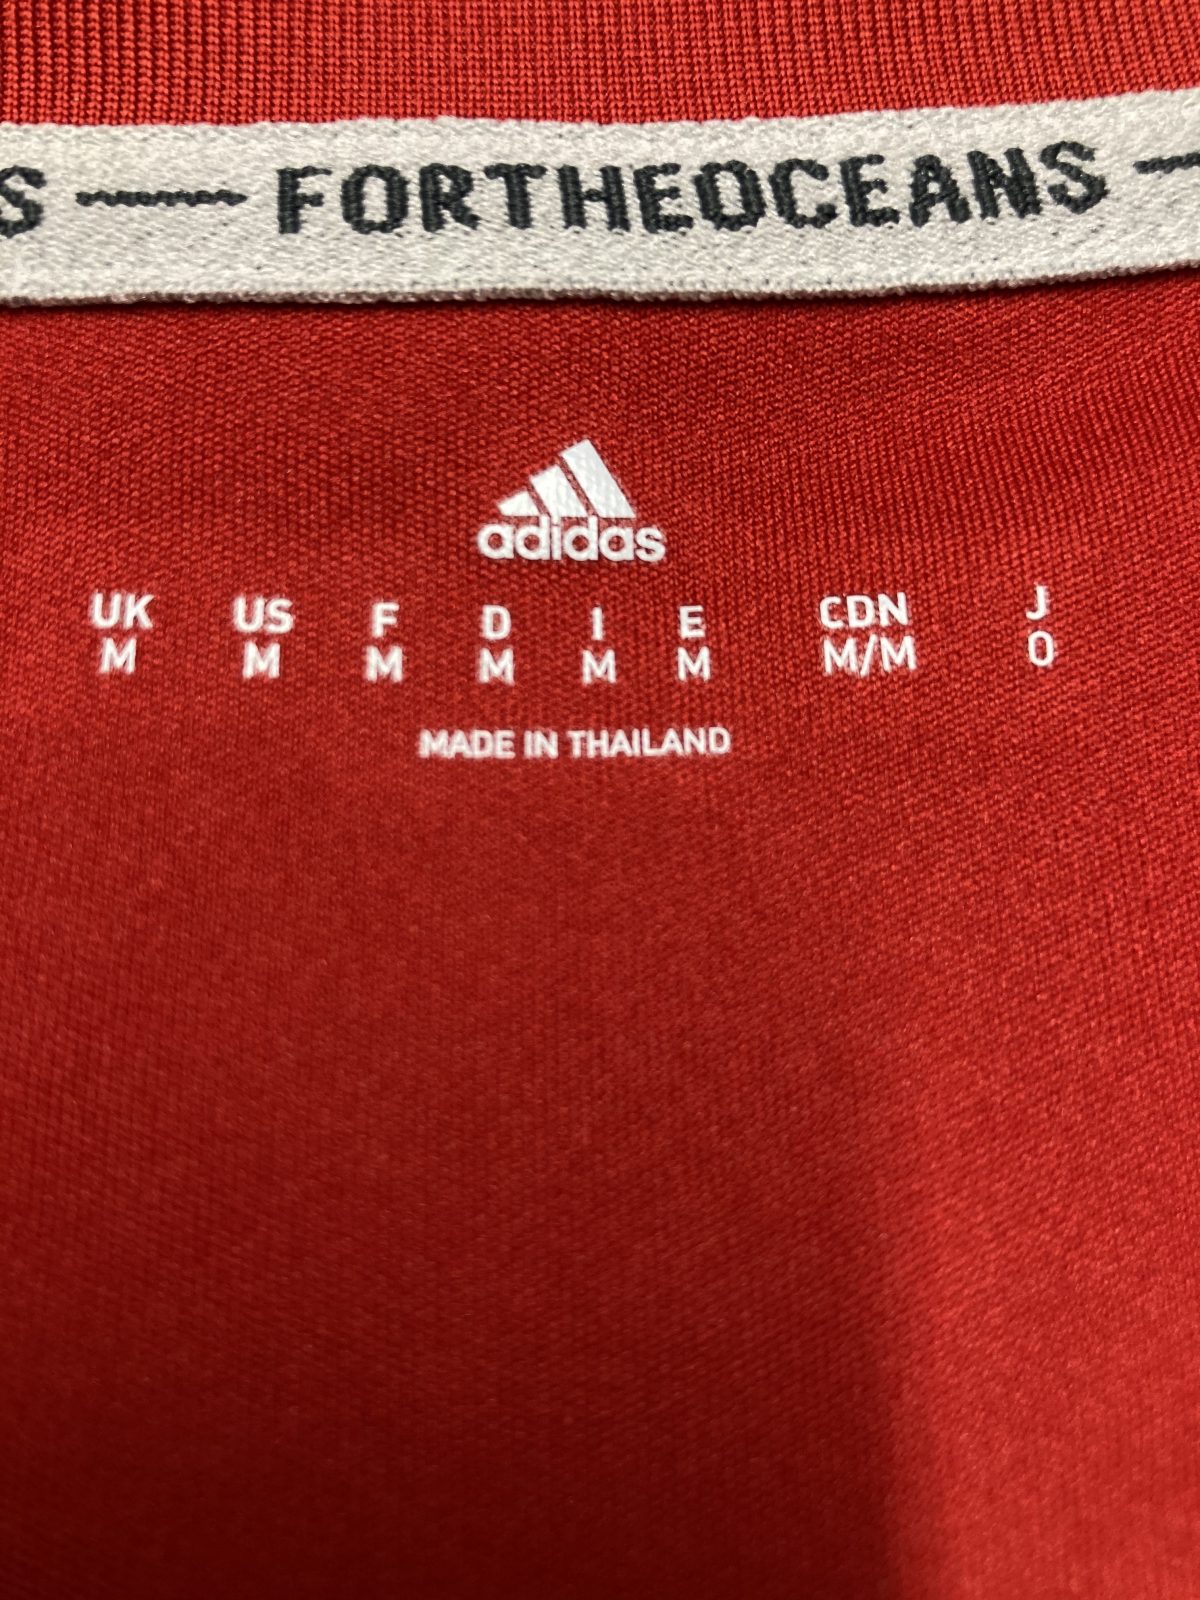 S — FORTHEOCEANS —
adidas
UK US F D I E CDN J
M M M M M M M/M O
MADE IN THAILAND